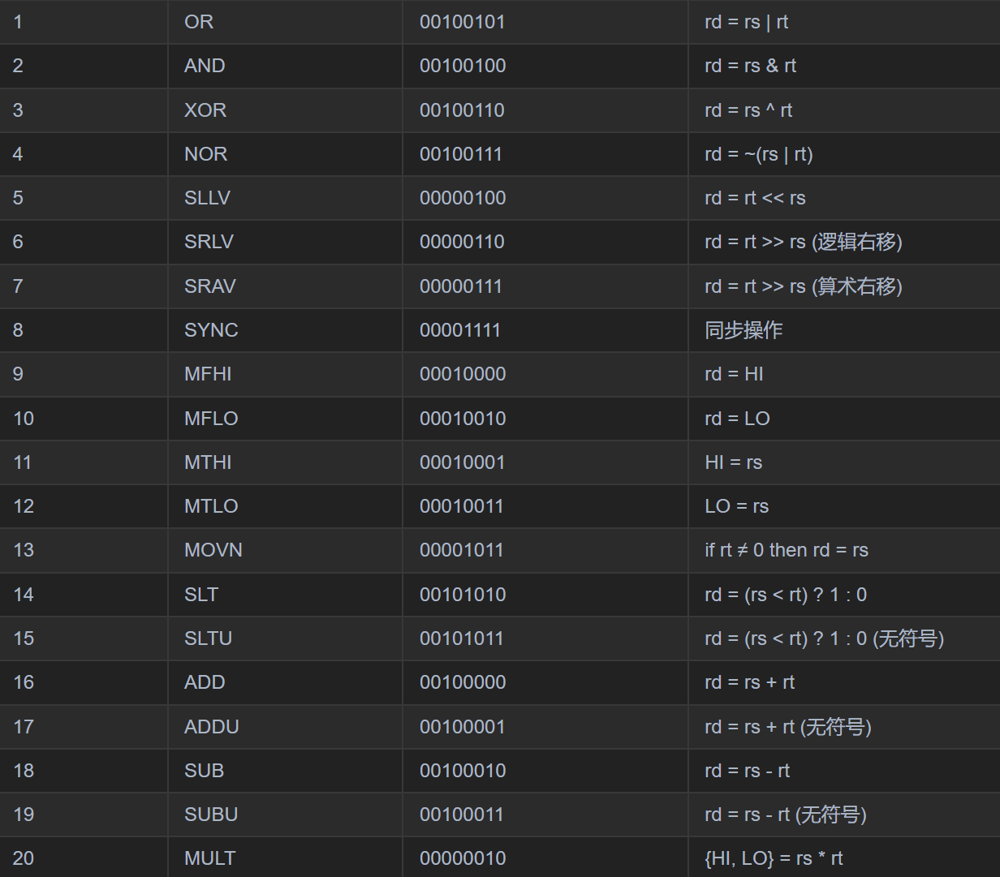 1 OR 00100101 rd = rs | rt
2 AND 00100100 rd = rs & rt
3 XOR 00100110 rd = rs ^ rt
4 NOR 00100111 rd = ~(rs | rt)
5 SLLV 00000100 rd = rt << rs
6 SRLV 00000110 rd = rt >> rs (逻辑右移)
7 SRAV 00000111 rd = rt >> rs (算术右移)
8 SYNC 00001111 同步操作
9 MFHI 00010000 rd = HI
10 MFLO 00010010 rd = LO
11 MTHI 00010001 HI = rs
12 MTLO 00010011 LO = rs
13 MOVN 00001011 if rt ≠ 0 then rd = rs
14 SLT 00101010 rd = (rs < rt) ? 1 : 0
15 SLTU 00101011 rd = (rs < rt) ? 1 : 0 (无符号)
16 ADD 00100000 rd = rs + rt
17 ADDU 00100001 rd = rs + rt (无符号)
18 SUB 00100010 rd = rs - rt
19 SUBU 00100011 rd = rs - rt (无符号)
20 MULT 00000010 {HI, LO} = rs * rt